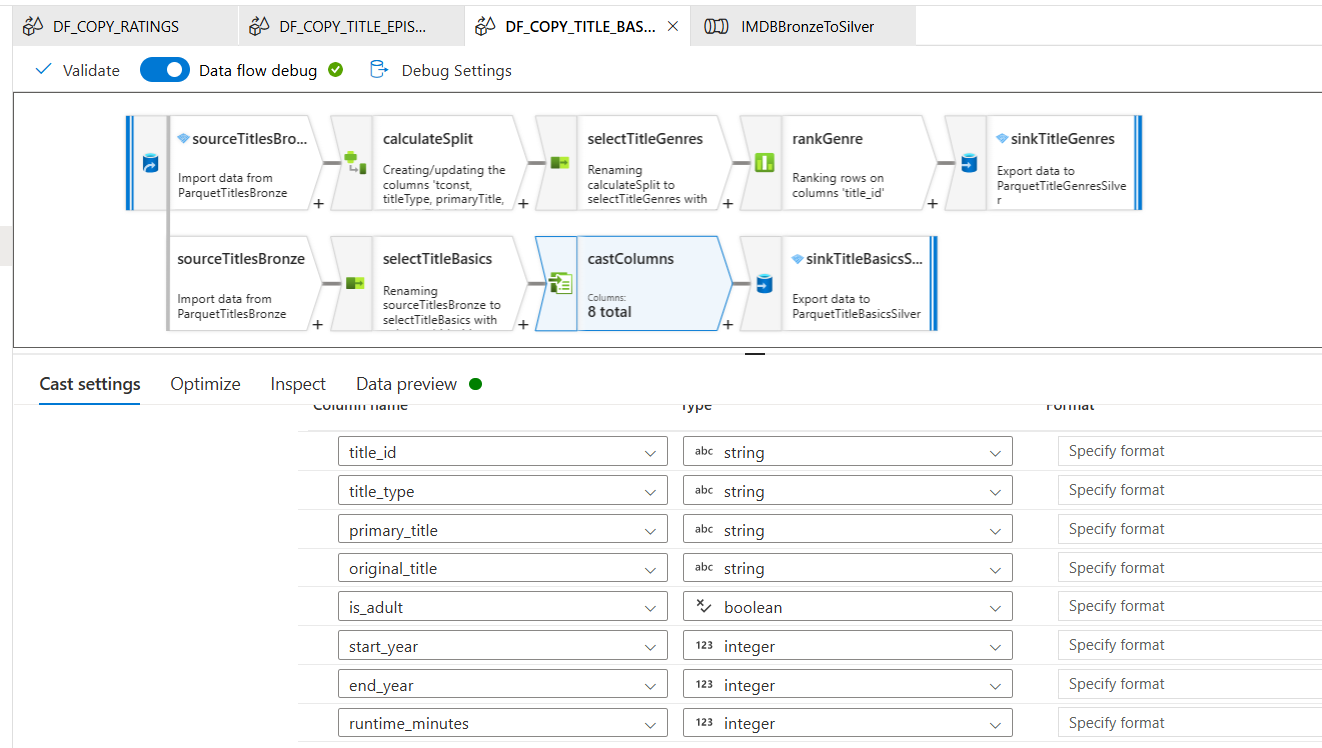 DF_COPY_RATINGS
DF_COPY_TITLE_EPIS...
DF_COPY_TITLE_BAS...
IMDBBronzeToSilver
Validate
Data flow debug
Debug Settings
sourceTitlesBro...
Import data from
ParquetTitlesBronze
+
calculateSplit
Creating/updating the
columns 'tconst,
titleType, primaryTitle,
+
selectTitleGenres
Renaming
calculateSplit to
selectTitleGenres with
+
rankGenre
Ranking rows on
columns 'title_id'
+
sinkTitleGenres
Export data to
ParquetTitleGenresSilve
r
sourceTitlesBronze
Import data from
ParquetTitlesBronze
+
selectTitleBasics
Renaming
sourceTitlesBronze to
selectTitleBasics with
+
castColumns
Columns:
8 total
+
sinkTitleBasicsS...
Export data to
ParquetTitleBasicsSilver
Cast settings
Optimize
Inspect
Data preview
Column name
Type
Format
title_id
abc string
Specify format
title_type
abc string
Specify format
primary_title
abc string
Specify format
original_title
abc string
Specify format
is_adult
boolean
Specify format
start_year
123 integer
Specify format
end_year
123 integer
Specify format
runtime_minutes
123 integer
Specify format